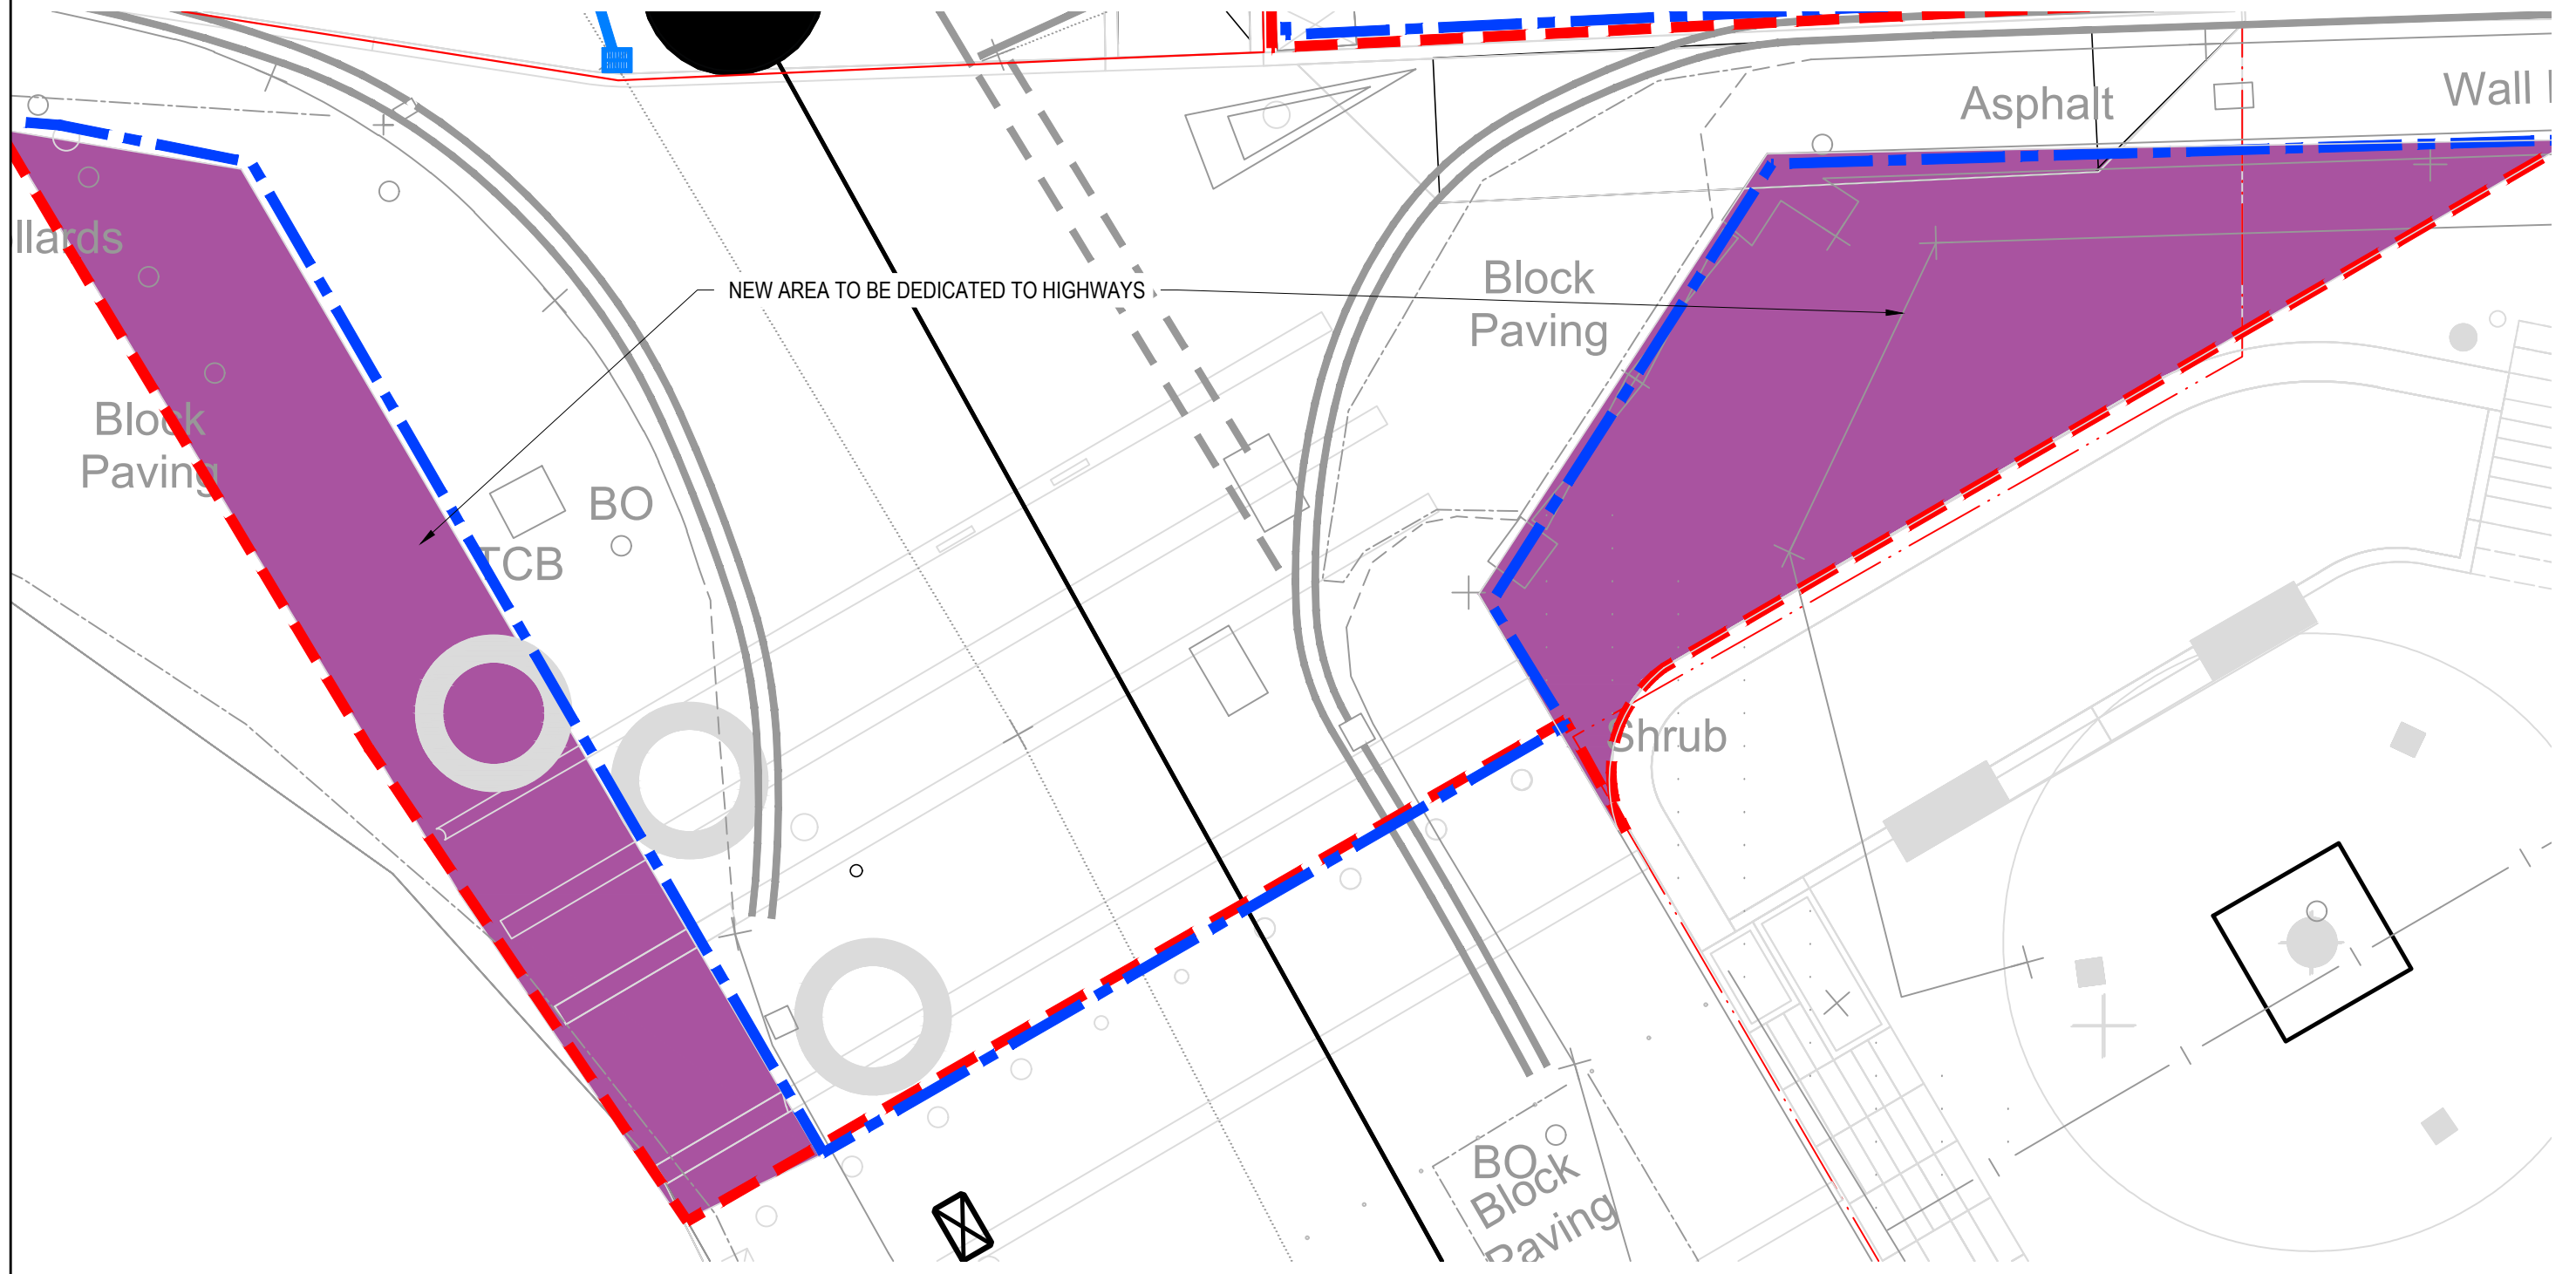 Asphalt
Wall
llards
Block
Paving
NEW AREA TO BE DEDICATED TO HIGHWAYS
Block
Paving
BO
TCB
Shrub
BO
Block
Paving